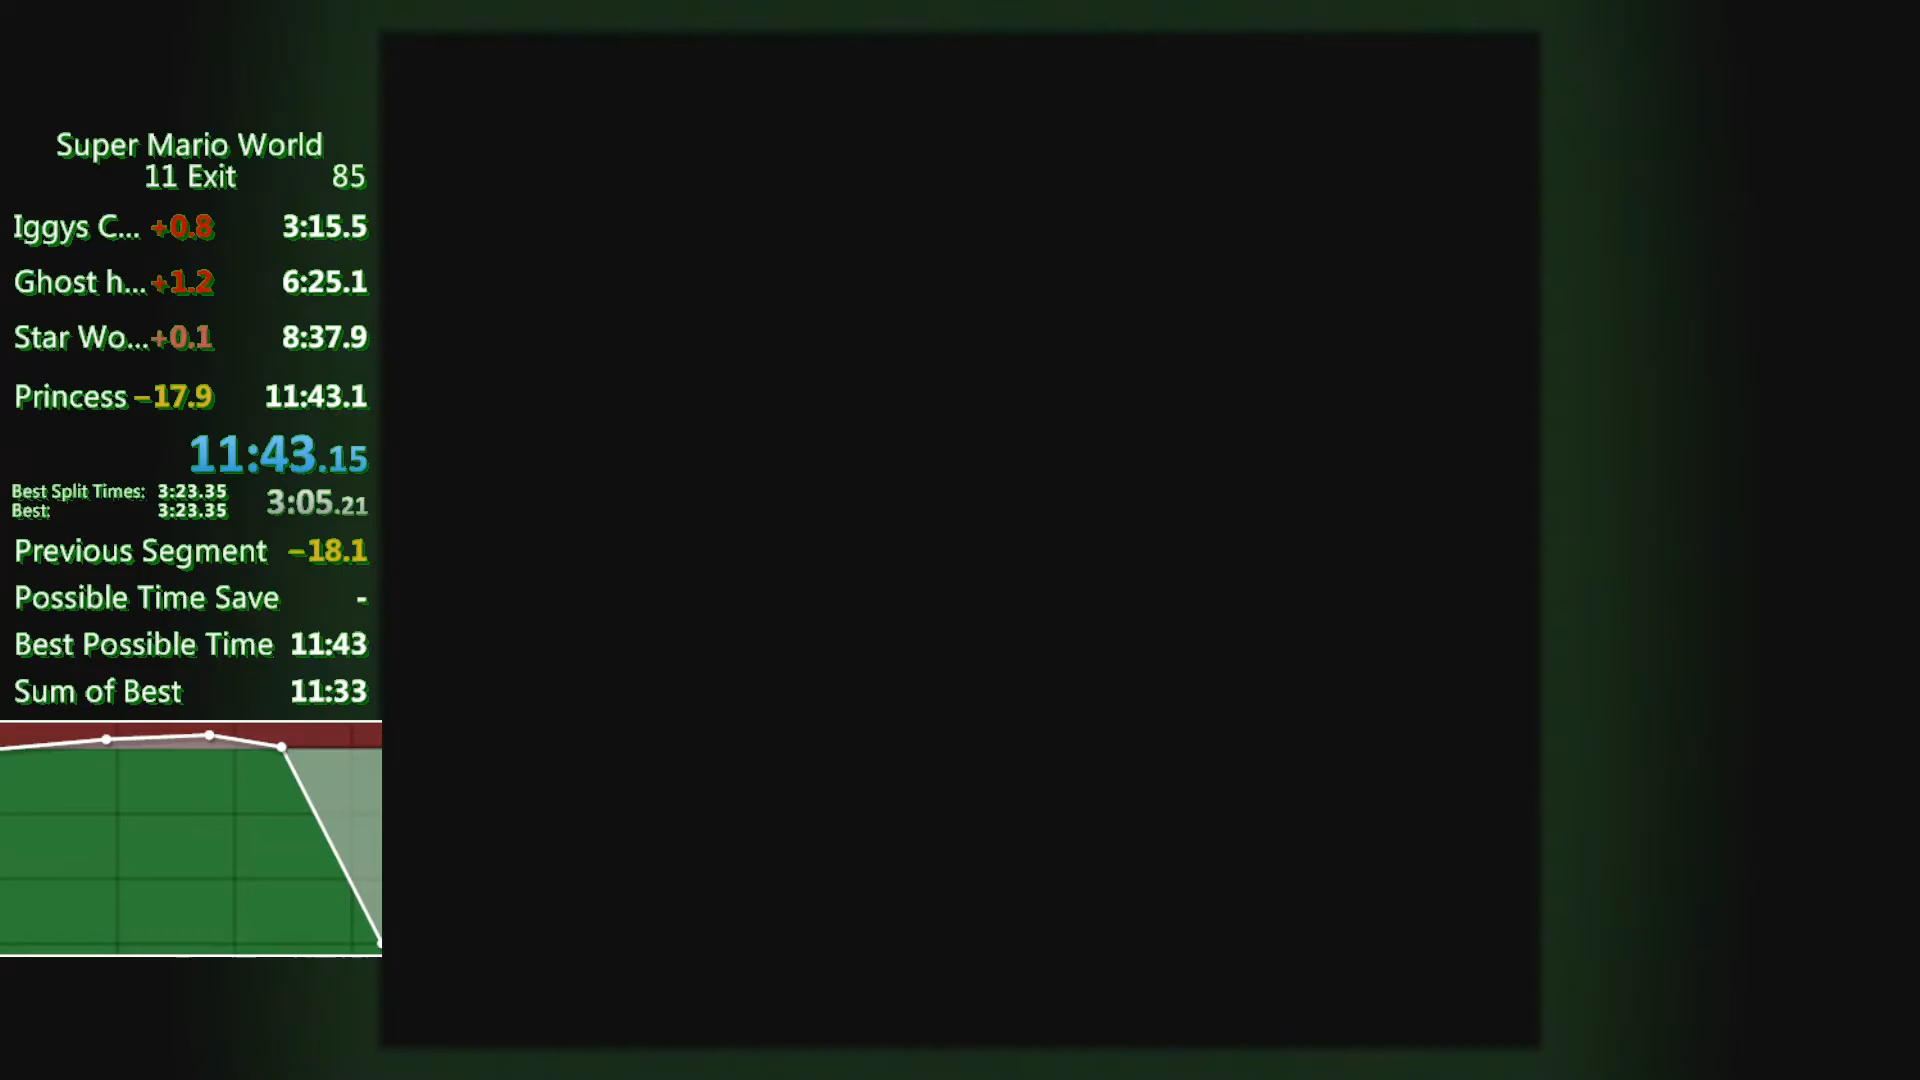 Super Mario World
11 Exit 85
Iggys C... +0.8 3:15.5
Ghost h... +1.2 6:25.1
Star Wo... +0.1 8:37.9
Princess −17.9 11:43.1
11:43.15
Best Split Times: 3:23.35
Best: 3:23.35
3:05.21
Previous Segment −18.1
Possible Time Save -
Best Possible Time 11:43
Sum of Best 11:33